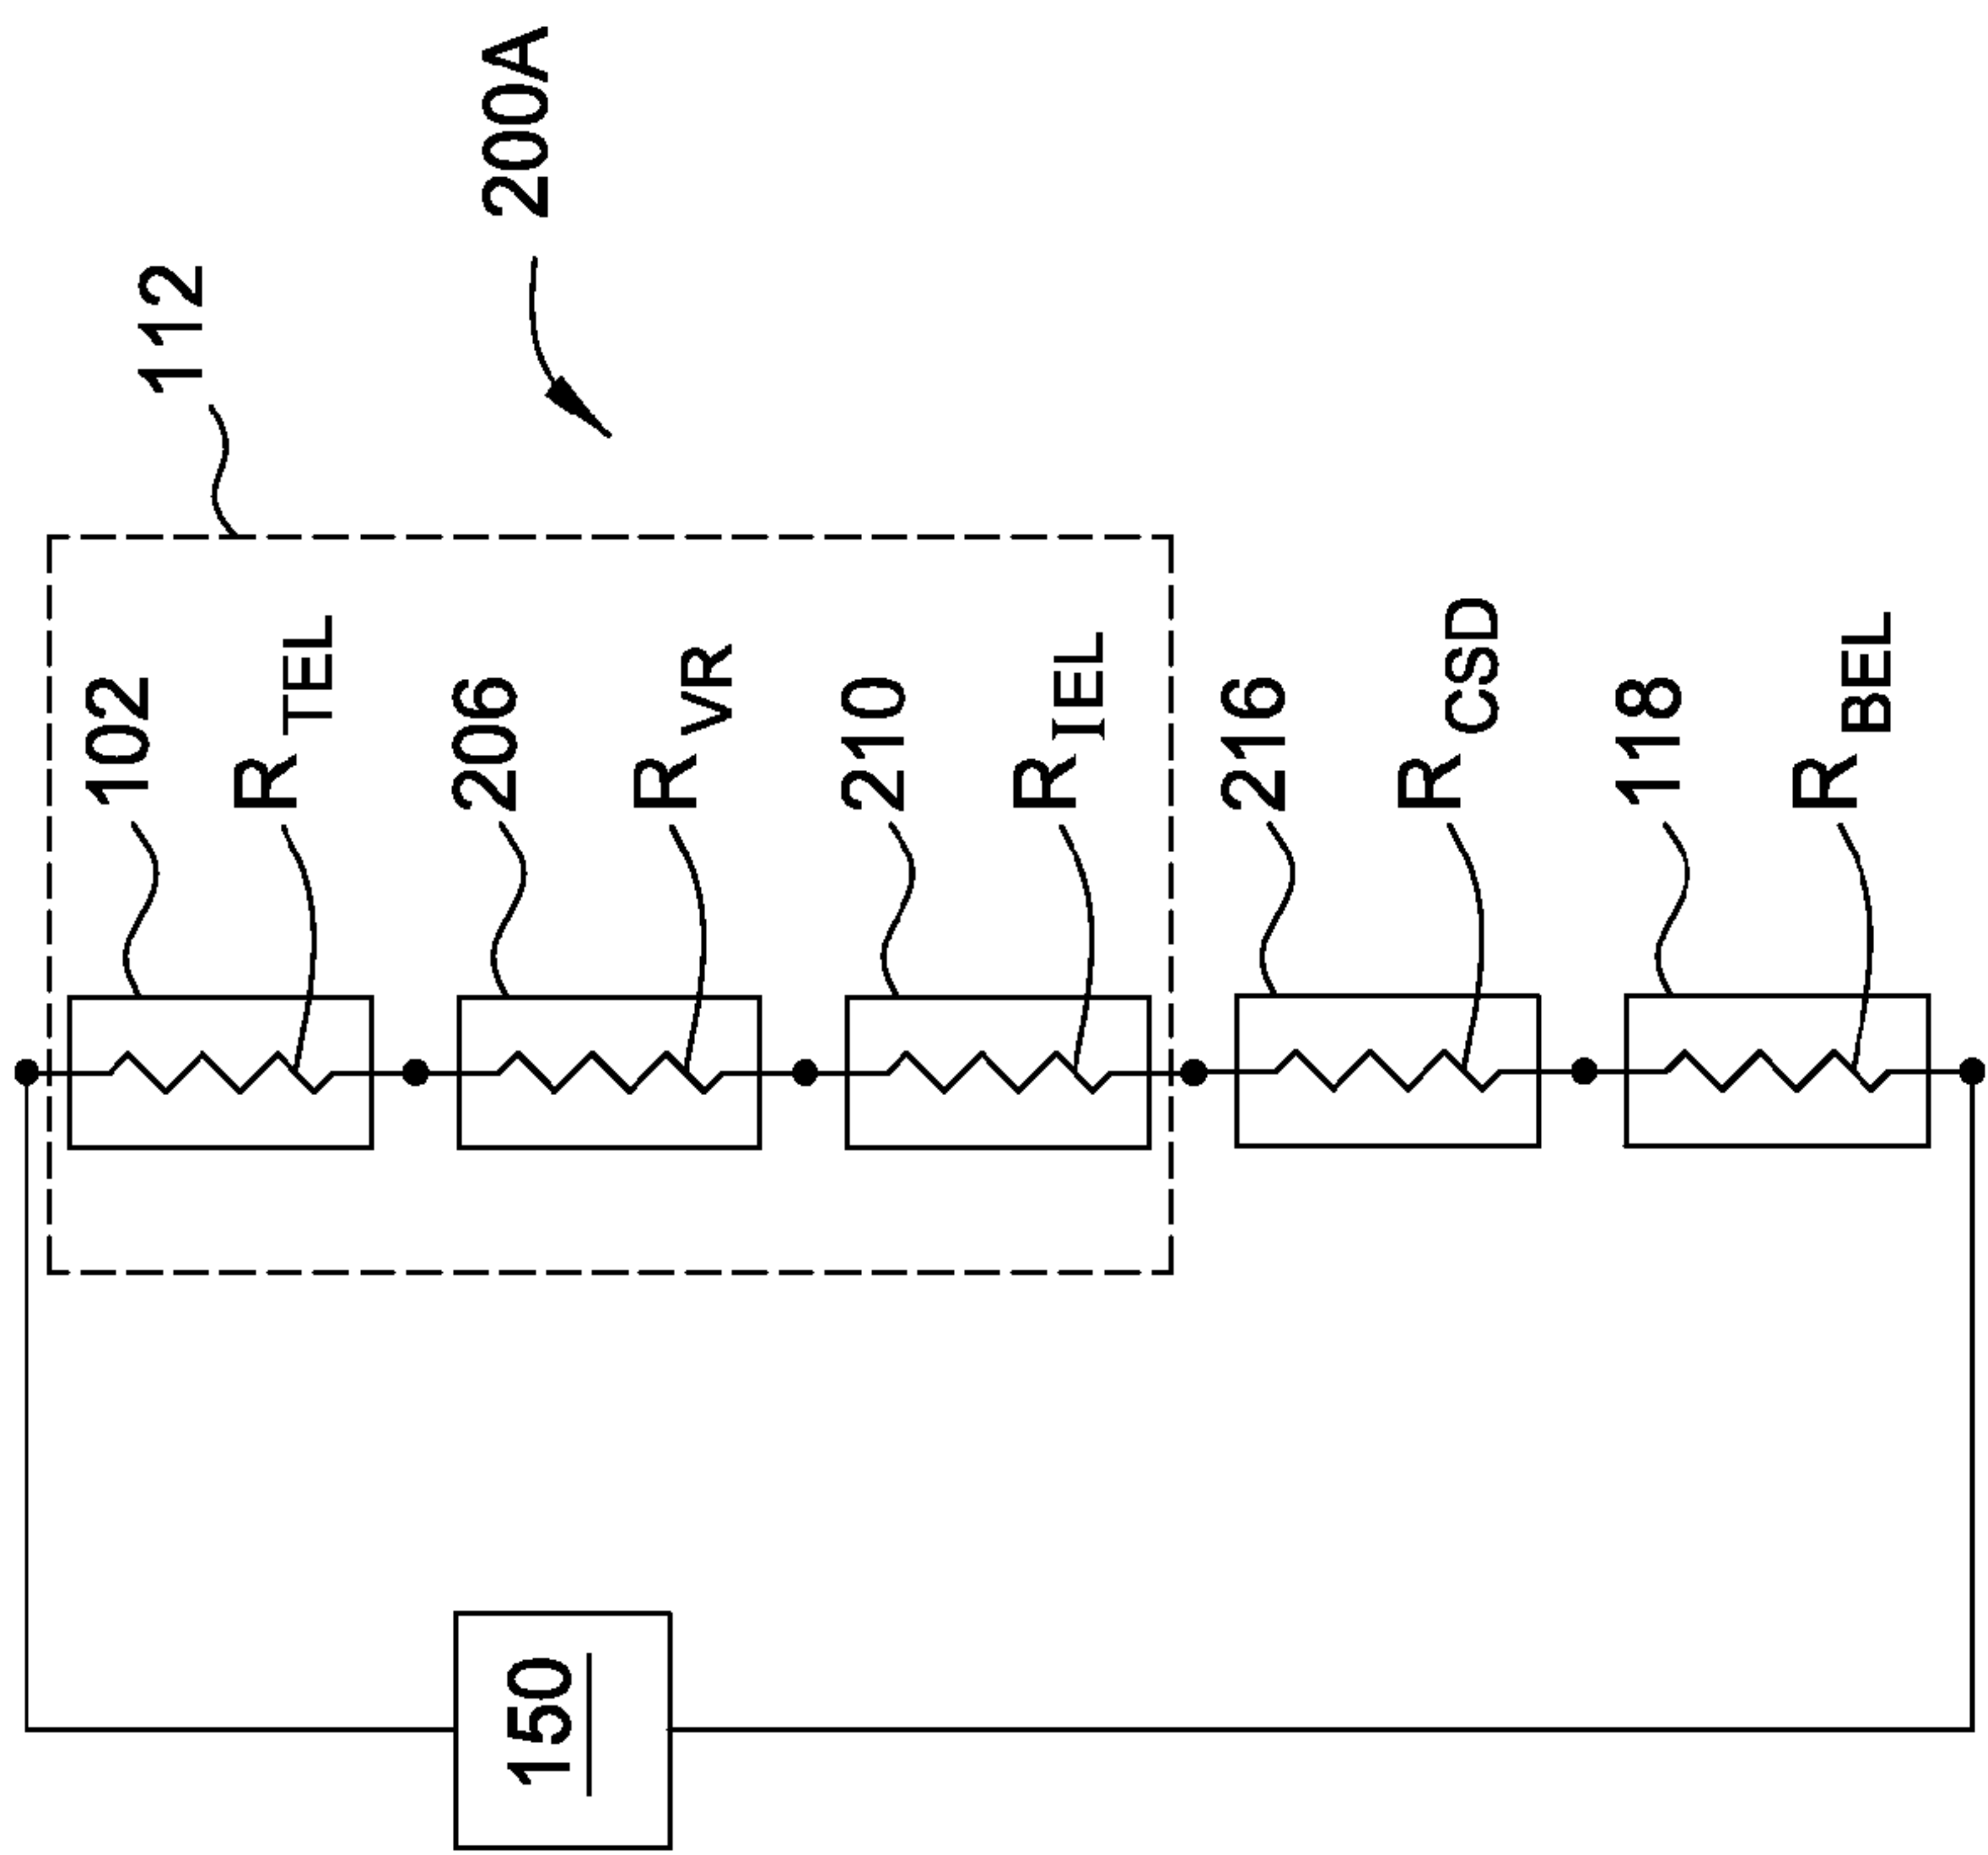 200A
112
102
R TEL
206
R VR
210
R IEL
216
R CSD
118
R BEL
150